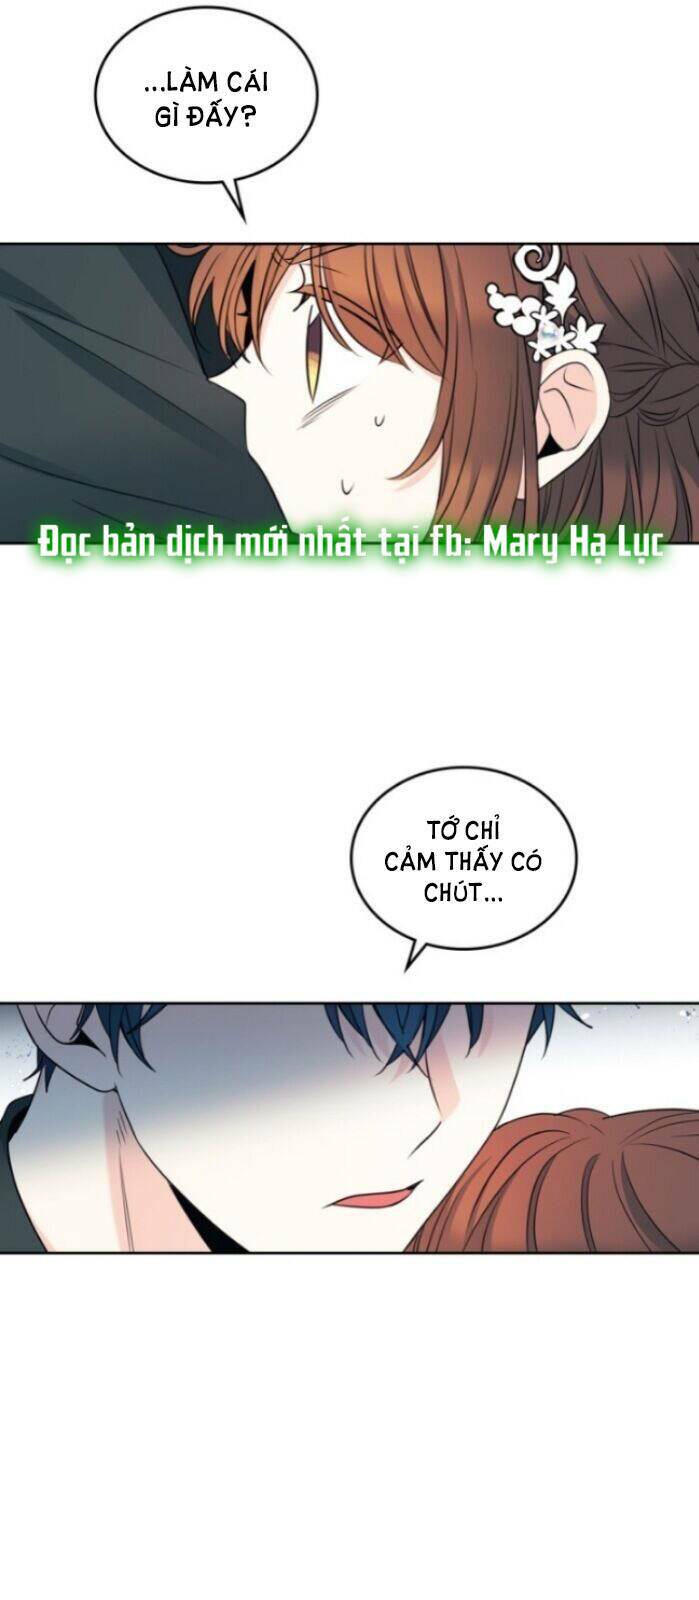 ...LÀM CÁI
GÌ ĐẤY?
Đọc bản dịch mới nhất tại fb: Mary Hạ Lục
TỚ CHỈ
CẢM THẤY CÓ
CHÚT...